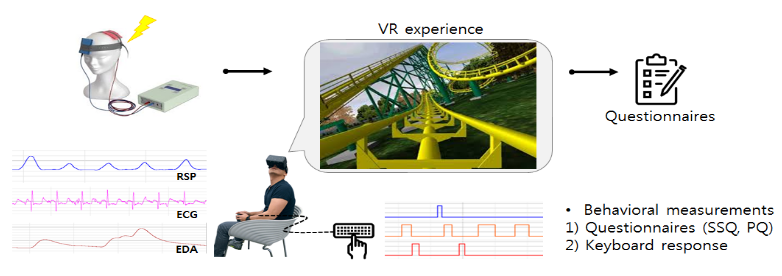 VR experience
Questionnaires
RSP
ECG
EDA
• Behavioral measurements
1) Questionnaires (SSQ, PQ)
2) Keyboard response